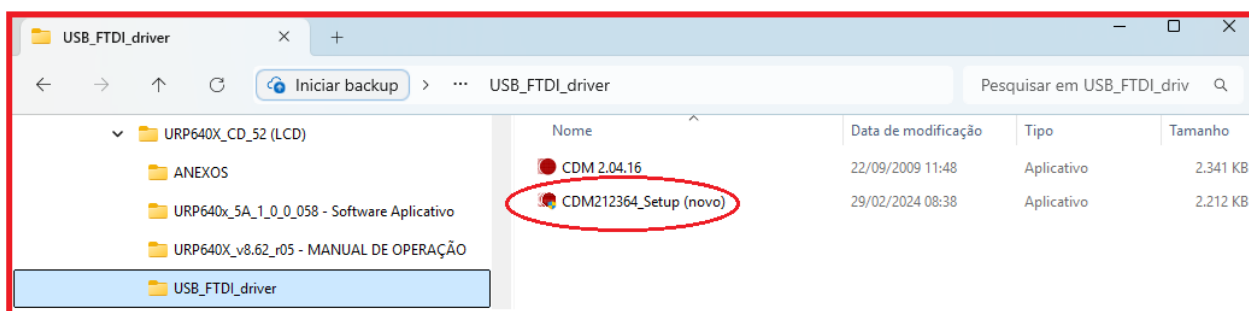 USB_FTDI_driver
Iniciar backup
USB_FTDI_driver
Pesquisar em USB_FTDI_driv
URP640X_CD_52 (LCD)
ANEXOS
URP640x_5A_1_0_0_058 - Software Aplicativo
URP640X_v8.62_r05 - MANUAL DE OPERAÇÃO
USB_FTDI_driver
Nome Data de modificação Tipo Tamanho
CDM 2.04.16 22/09/2009 11:48 Aplicativo 2.341 KB
CDM212364_Setup (novo) 29/02/2024 08:38 Aplicativo 2.212 KB